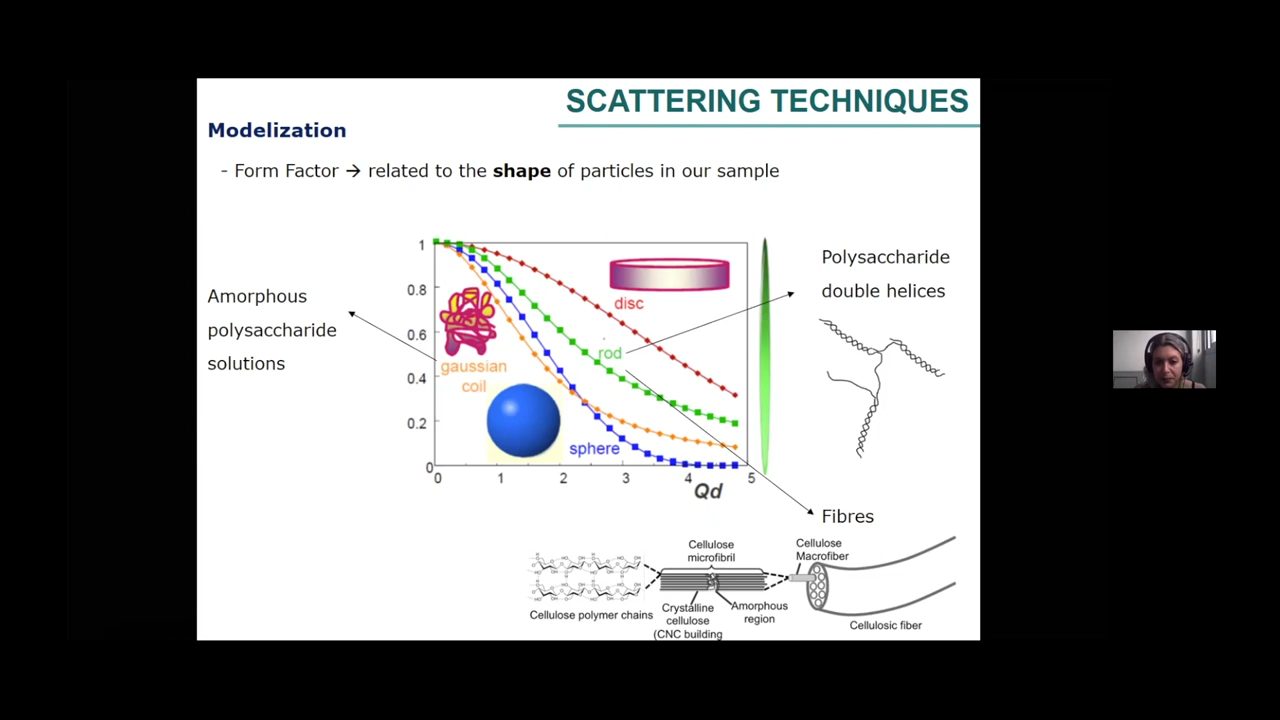 SCATTERING TECHNIQUES
Modelization
- Form Factor → related to the shape of particles in our sample
Amorphous
polysaccharide
solutions
1
0.8
0.6
0.4
0.2
0
0
1
2
3
4
5
Qd
disc
rod
gaussian
coil
sphere
Polysaccharide
double helices
Fibres
Cellulose polymer chains
Cellulose
microfibril
Crystalline
cellulose
(CNC building
Amorphous
region
Cellulose
Macrofiber
Cellulosic fiber